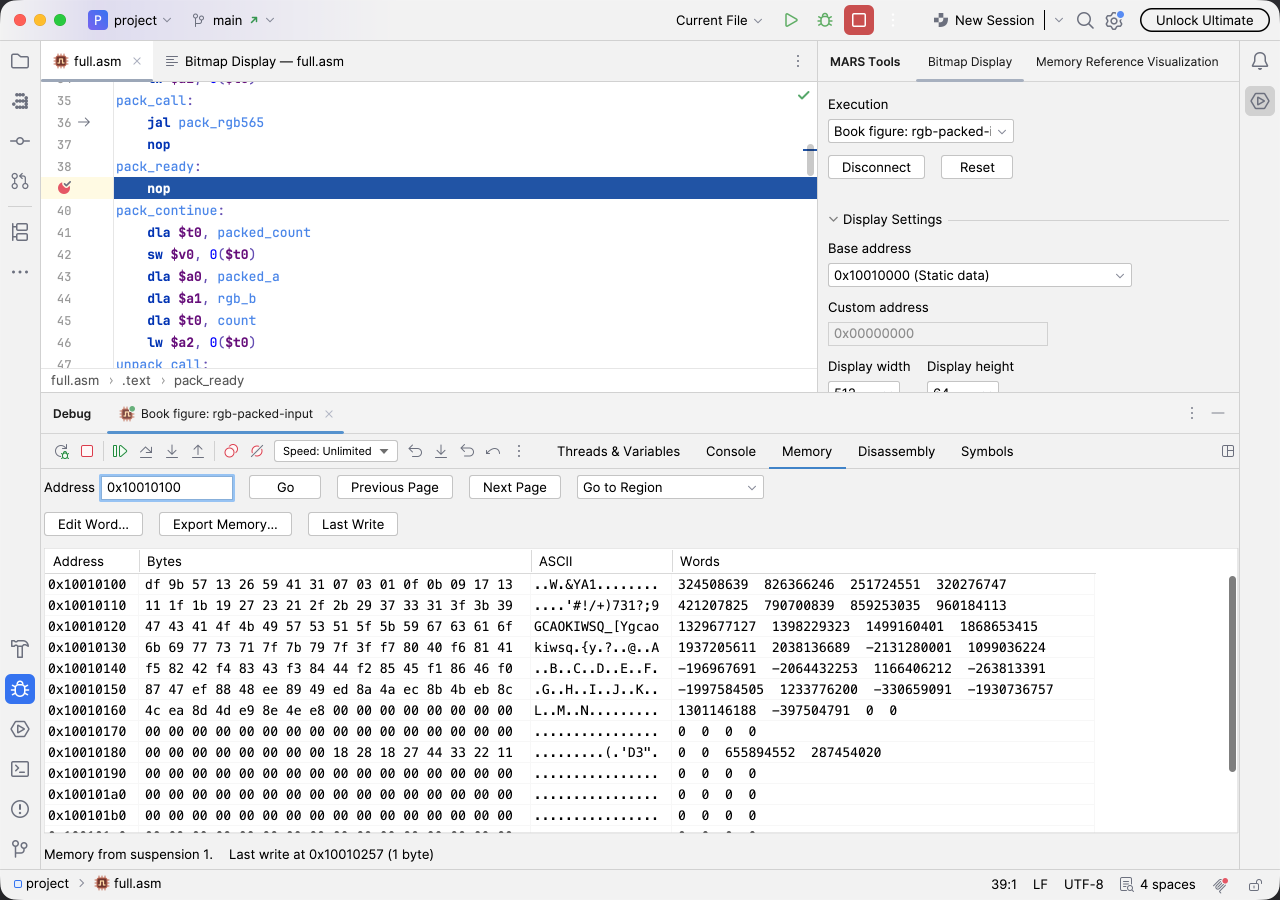 P project main Current File New Session Unlock Ultimate
full.asm Bitmap Display — full.asm
35 pack_call:
36 jal pack_rgb565
37 nop
38 pack_ready:
nop
40 pack_continue:
41 dla $t0, packed_count
42 sw $v0, 0($t0)
43 dla $a0, packed_a
44 dla $a1, rgb_b
45 dla $t0, count
46 lw $a2, 0($t0)
47 unpack_call:
full.asm › .text › pack_ready
MARS Tools Bitmap Display Memory Reference Visualization
Execution
Book figure: rgb-packed-i
Disconnect Reset
Display Settings
Base address
0x10010000 (Static data)
Custom address
0x00000000
Display width Display height
512 64
Debug Book figure: rgb-packed-input
Speed: Unlimited Threads & Variables Console Memory Disassembly Symbols
Address 0x10010100 Go Previous Page Next Page Go to Region
Edit Word... Export Memory... Last Write
Address Bytes ASCII Words
0x10010100 df 9b 57 13 26 59 41 31 07 03 01 0f 0b 09 17 13 ..W.&YA1........ 324508639 826366246 251724551 320276747
0x10010110 11 1f 1b 19 27 23 21 2f 2b 29 37 33 31 3f 3b 39 ....'#!/+)731?;9 421207825 790700839 859253035 960184113
0x10010120 47 43 41 4f 4b 49 57 53 51 5f 5b 59 67 63 61 6f GCAOKIWSQ_[Ygcao 1329677127 1398229323 1499160401 1868653415
0x10010130 6b 69 77 73 71 7f 7b 79 7f 3f f7 80 40 f6 81 41 kiwsq.{y.?..@..A 1937205611 2038136689 -2131280001 1099036224
0x10010140 f5 82 42 f4 83 43 f3 84 44 f2 85 45 f1 86 46 f0 ..B..C..D..E..F. -196967691 -2064432253 1166406212 -263813391
0x10010150 87 47 ef 88 48 ee 89 49 ed 8a 4a ec 8b 4b eb 8c .G..H..I..J..K.. -1997584505 1233776200 -330659091 -1930736757
0x10010160 4c ea 8d 4d e9 8e 4e e8 00 00 00 00 00 00 00 00 L..M..N......... 1301146188 -397504791 0 0
0x10010170 00 00 00 00 00 00 00 00 00 00 00 00 00 00 00 00 ................ 0 0 0 0
0x10010180 00 00 00 00 00 00 00 00 18 28 18 27 44 33 22 11 .........(.'D3". 0 0 655894552 287454020
0x10010190 00 00 00 00 00 00 00 00 00 00 00 00 00 00 00 00 ................ 0 0 0 0
0x100101a0 00 00 00 00 00 00 00 00 00 00 00 00 00 00 00 00 ................ 0 0 0 0
0x100101b0 00 00 00 00 00 00 00 00 00 00 00 00 00 00 00 00 ................ 0 0 0 0
Memory from suspension 1. Last write at 0x10010257 (1 byte)
project › full.asm 39:1 LF UTF-8 4 spaces